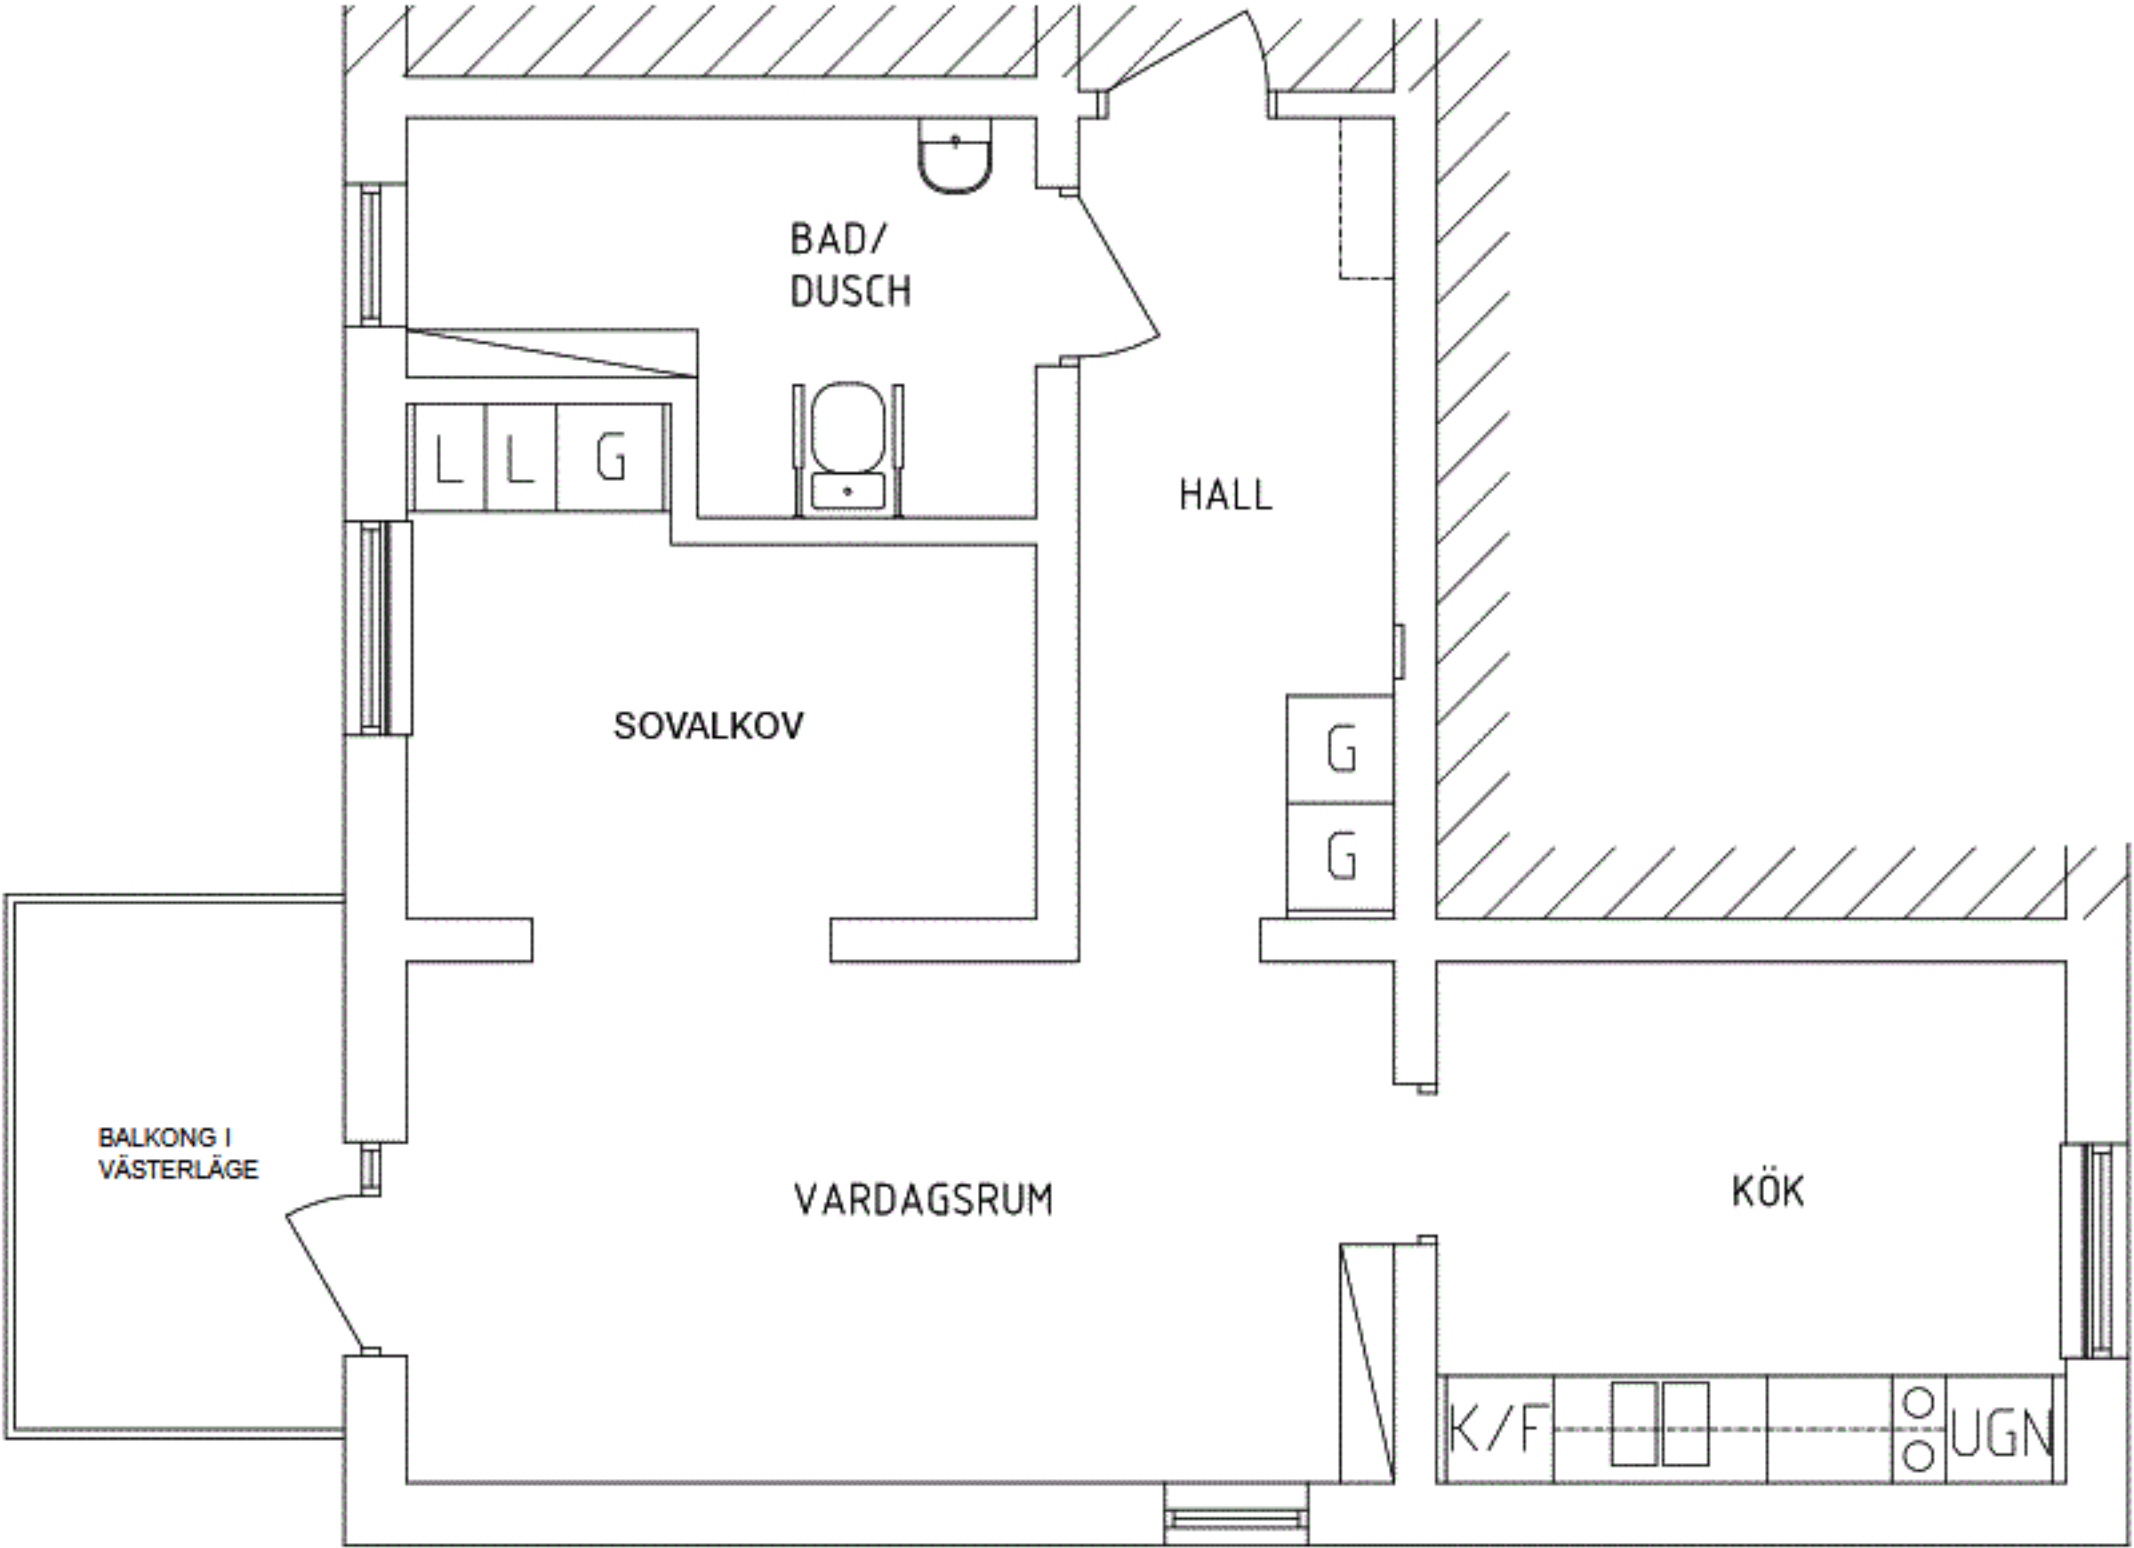 BAD/
DUSCH
L L G
HALL
SOVALKOV
G
G
BALKONG I
VÄSTERLÄGE
VARDAGSRUM
KÖK
K/F
UGN